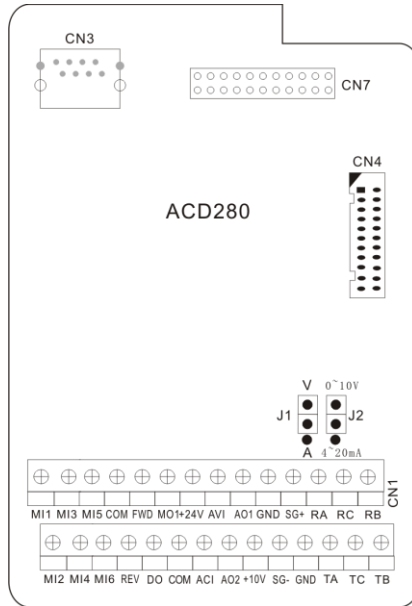 CN3
CN7
CN4
ACD280
V 0~10V
J1 J2
A 4~20mA
CN1
MI1 MI3 MI5 COM FWD MO1+24V AVI AO1 GND SG+ RA RC RB
MI2 MI4 MI6 REV DO COM ACI AO2 +10V SG- GND TA TC TB